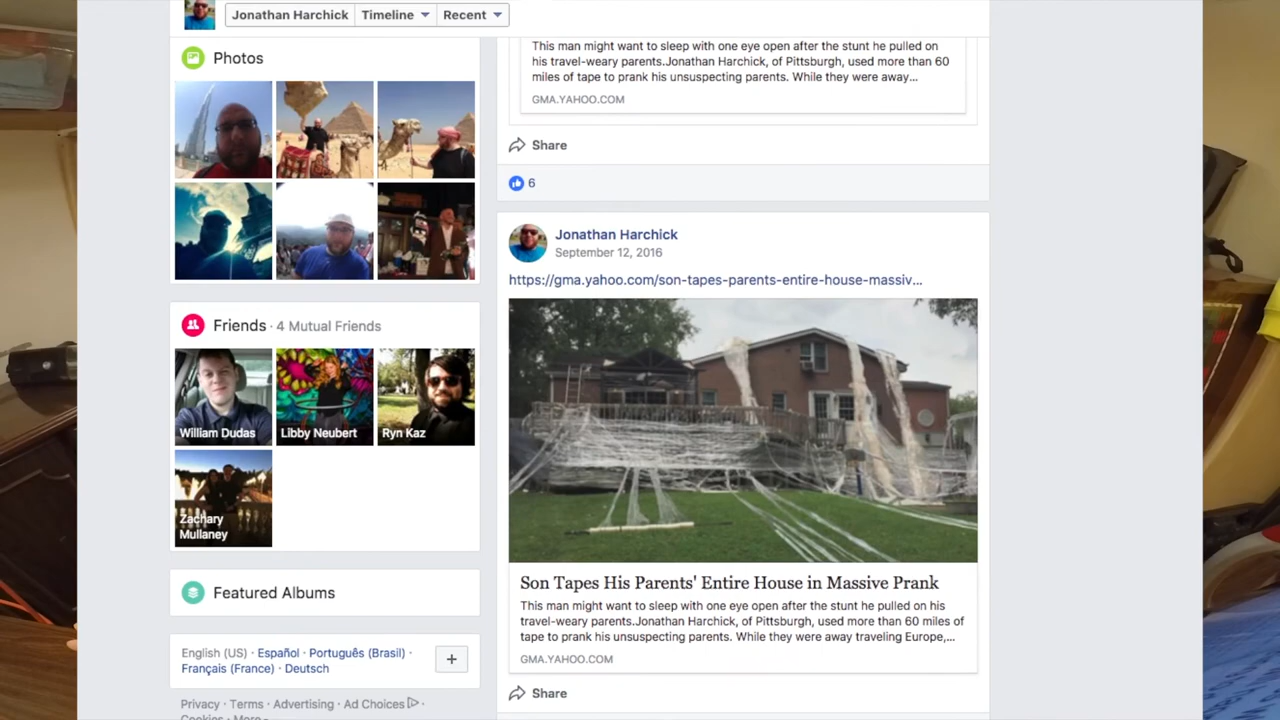 Jonathan Harchick
Timeline
Recent
Photos
This man might want to sleep with one eye open after the stunt he pulled on
his travel-weary parents.Jonathan Harchick, of Pittsburgh, used more than 60
miles of tape to prank his unsuspecting parents. While they were away...
GMA.YAHOO.COM
Share
6
Jonathan Harchick
September 12, 2016
https://gma.yahoo.com/son-tapes-parents-entire-house-massiv...
Friends · 4 Mutual Friends
William Dudas
Libby Neubert
Ryn Kaz
Zachary
Mullaney
Son Tapes His Parents' Entire House in Massive Prank
This man might want to sleep with one eye open after the stunt he pulled on his
travel-weary parents.Jonathan Harchick, of Pittsburgh, used more than 60 miles of
tape to prank his unsuspecting parents. While they were away traveling Europe,...
GMA.YAHOO.COM
Share
Featured Albums
English (US) · Español · Português (Brasil) ·
Français (France) · Deutsch
Privacy · Terms · Advertising · Ad Choices ·
Cookies · More